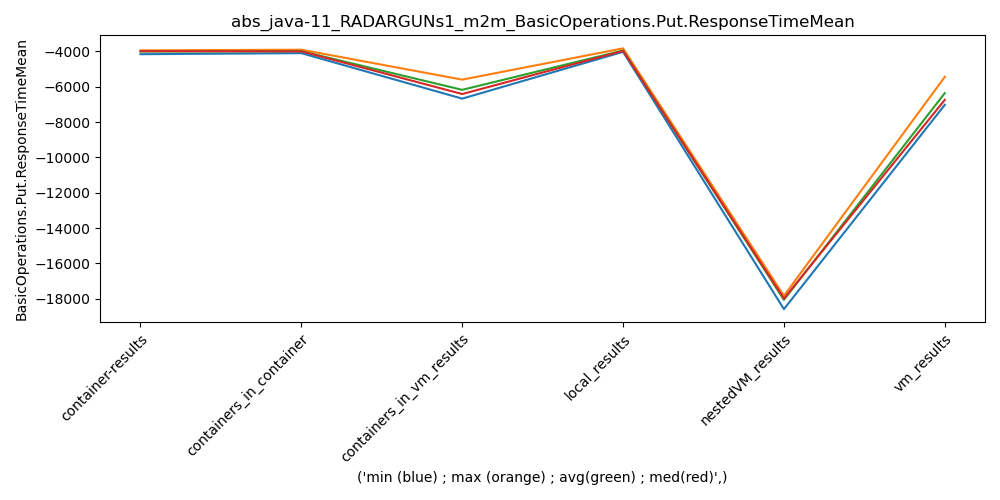 abs_java-11_RADARGUNs1_m2m_BasicOperations.Put.ResponseTimeMean
BasicOperations.Put.ResponseTimeMean
−4000
−6000
−8000
−10000
−12000
−14000
−16000
−18000
container-results
containers_in_container
containers_in_vm_results
local_results
nestedVM_results
vm_results
('min (blue) ; max (orange) ; avg(green) ; med(red)',)